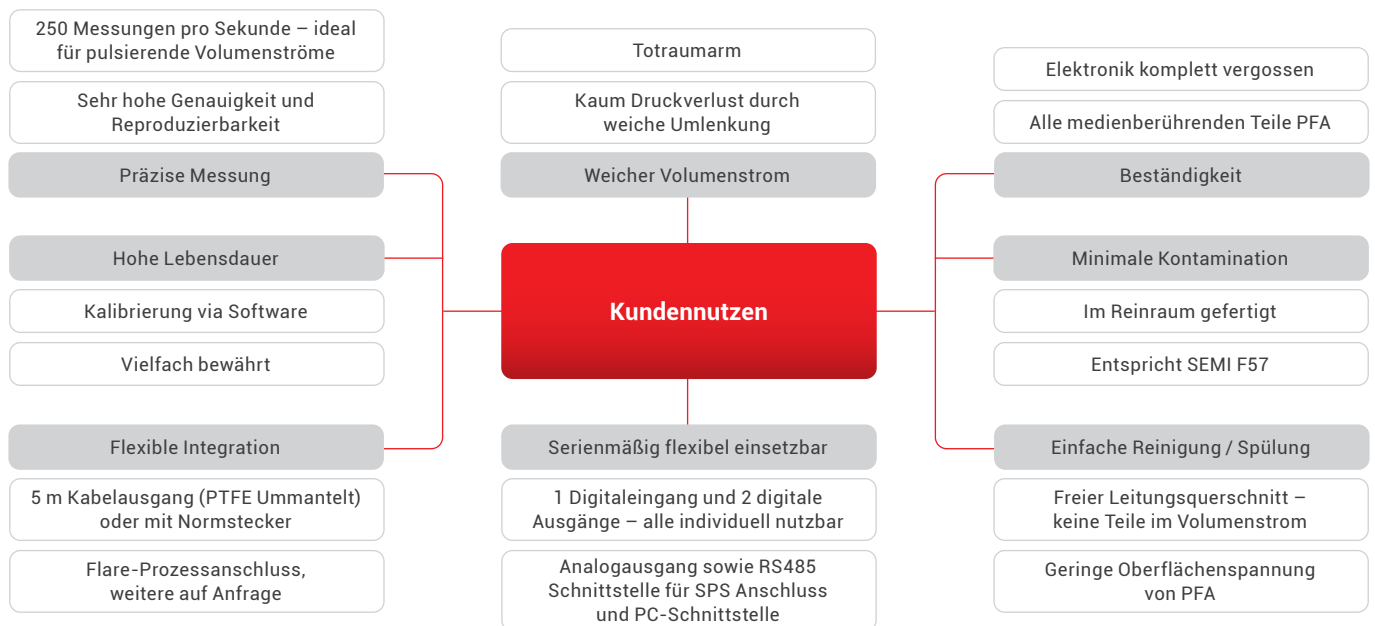 250 Messungen pro Sekunde – ideal
für pulsierende Volumenströme
Sehr hohe Genauigkeit und
Reproduzierbarkeit
Präzise Messung
Hohe Lebensdauer
Kalibrierung via Software
Vielfach bewährt
Flexible Integration
5 m Kabelausgang (PTFE Ummantelt)
oder mit Normstecker
Flare-Prozessanschluss,
weitere auf Anfrage
Totraumarm
Kaum Druckverlust durch
weiche Umlenkung
Weicher Volumenstrom
Kundennutzen
Serienmäßig flexibel einsetzbar
1 Digitaleingang und 2 digitale
Ausgänge – alle individuell nutzbar
Analogausgang sowie RS485
Schnittstelle für SPS Anschluss
und PC-Schnittstelle
Elektronik komplett vergossen
Alle medienberührenden Teile PFA
Beständigkeit
Minimale Kontamination
Im Reinraum gefertigt
Entspricht SEMI F57
Einfache Reinigung / Spülung
Freier Leitungsquerschnitt –
keine Teile im Volumenstrom
Geringe Oberflächenspannung
von PFA